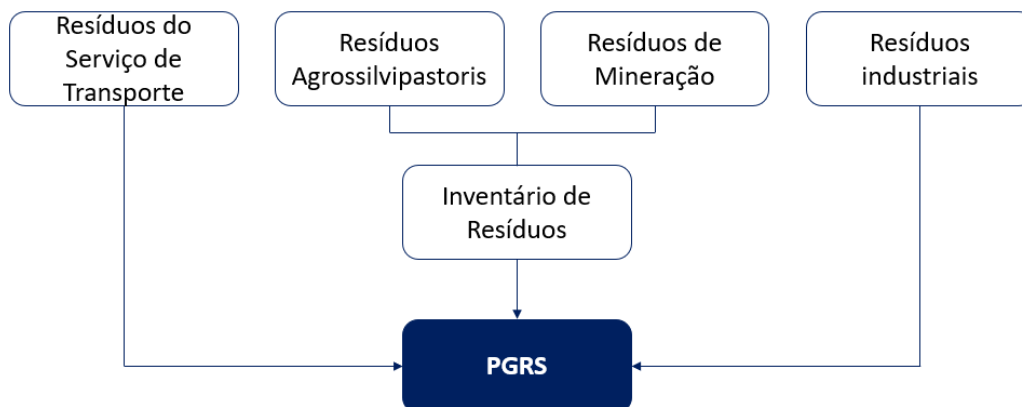 Resíduos do
Serviço de
Transporte
Resíduos
Agrossilvipastoris
Resíduos de
Mineração
Resíduos
industriais
Inventário de
Resíduos
PGRS